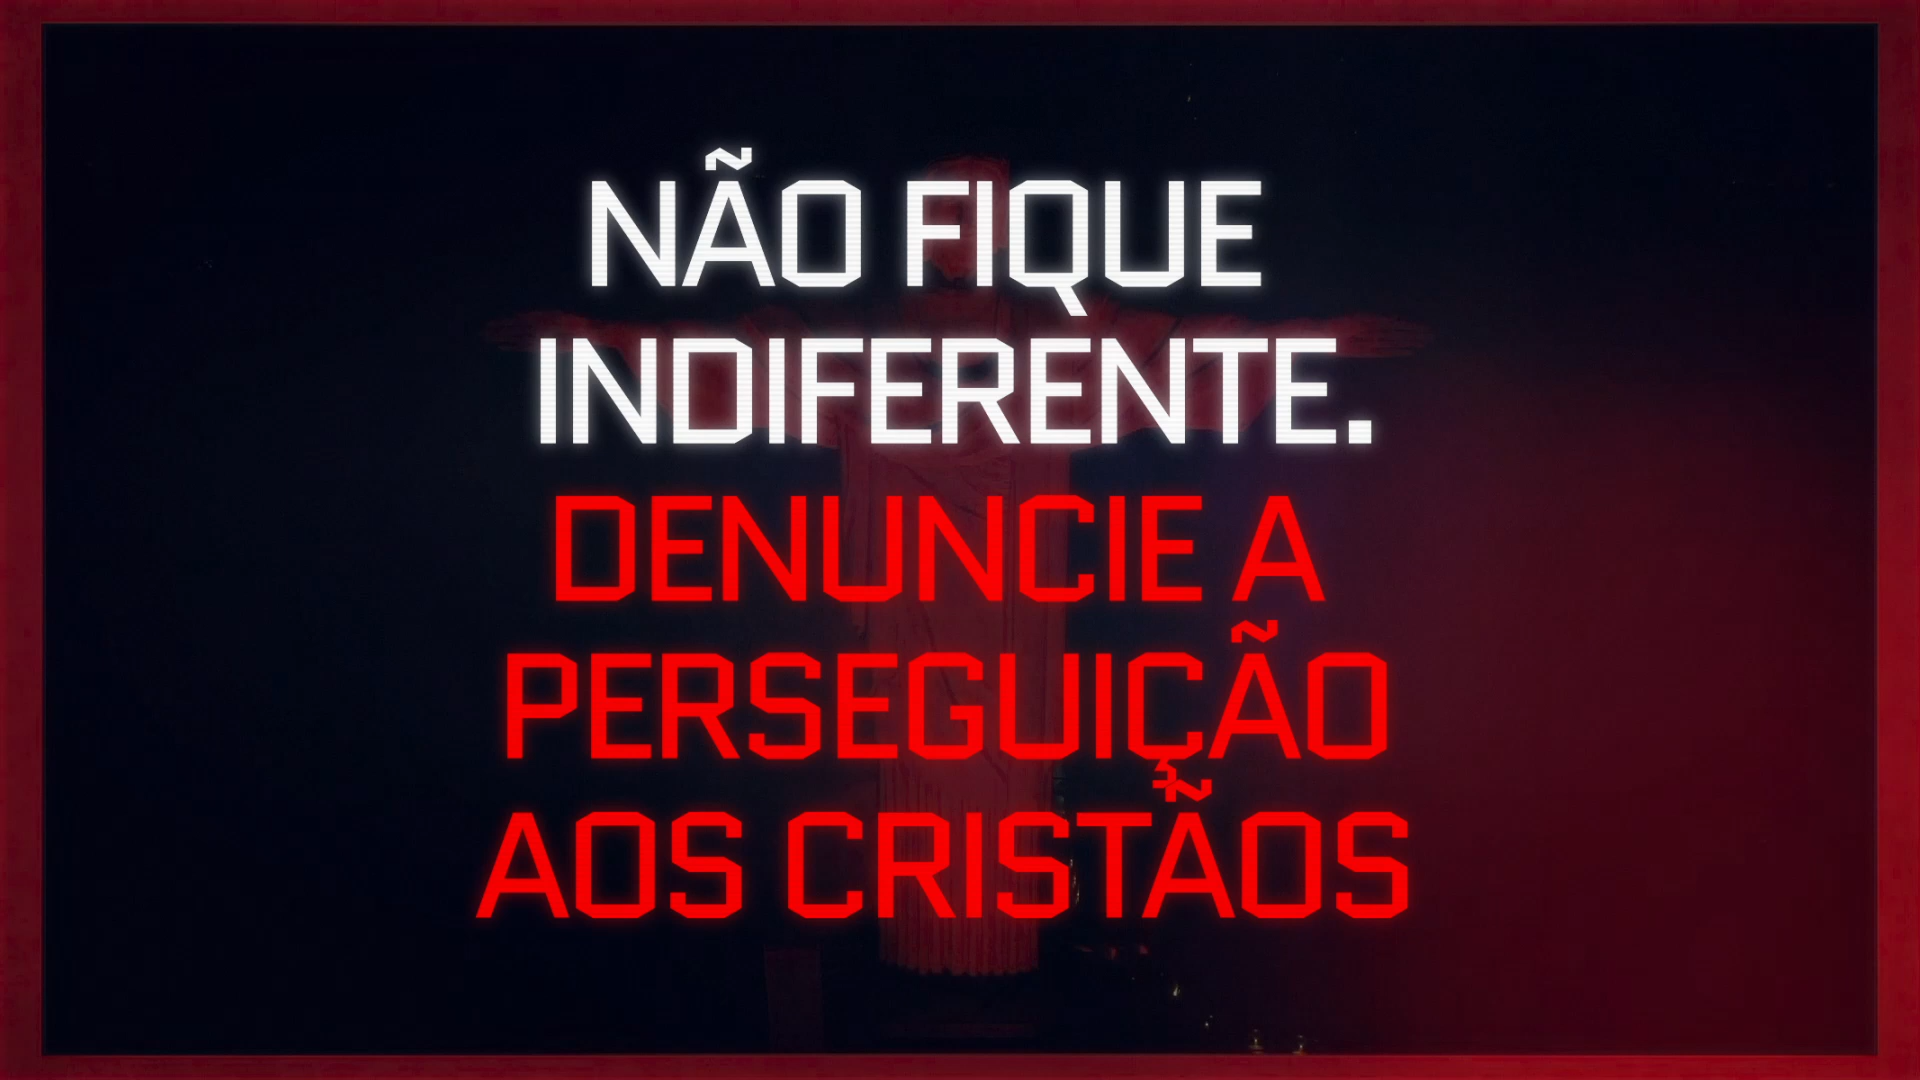 NÃO FIQUE
INDIFERENTE.
DENUNCIE A
PERSEGUIÇÃO
AOS CRISTÃOS